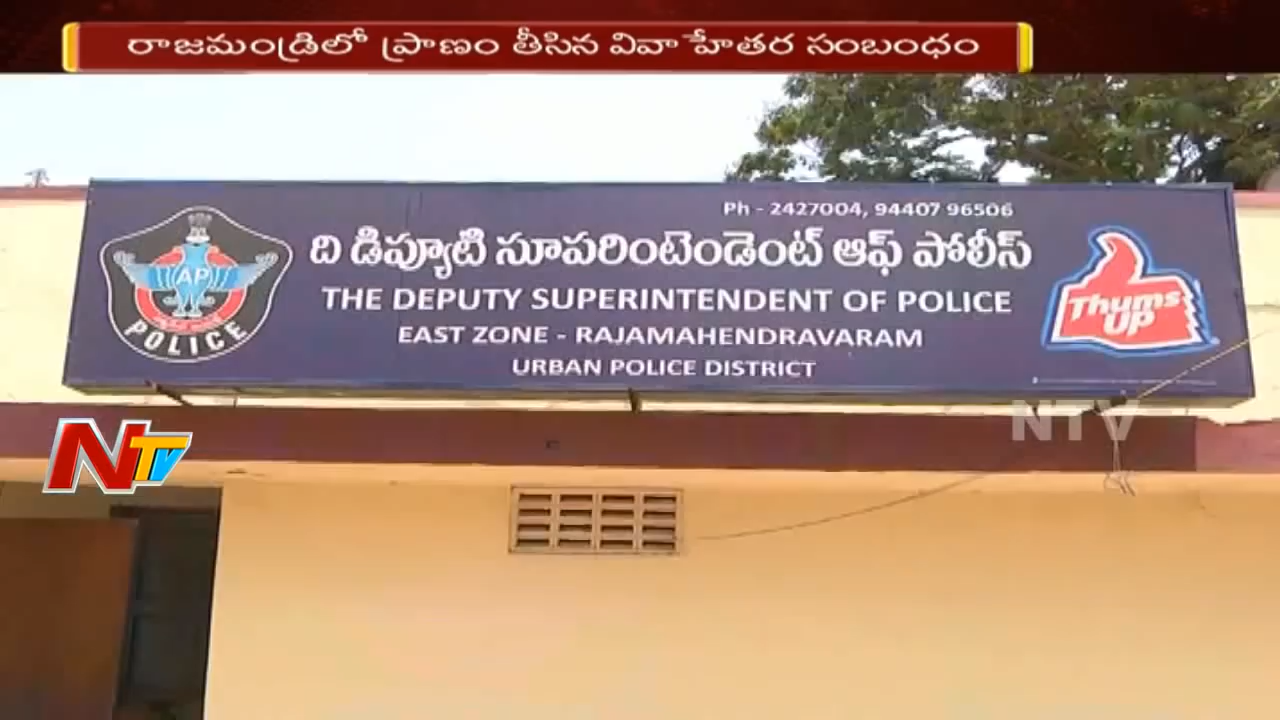 రాజమండ్రిలో ప్రాణం తీసిన వివాహేతర సంబంధం
Ph - 2427004, 94407 96506
ది డిప్యూటి సూపరింటెండెంట్ ఆఫ్ పోలీస్
THE DEPUTY SUPERINTENDENT OF POLICE
EAST ZONE - RAJAMAHENDRAVARAM
URBAN POLICE DISTRICT
AP
POLICE
Thums
UP
NTV
NTV